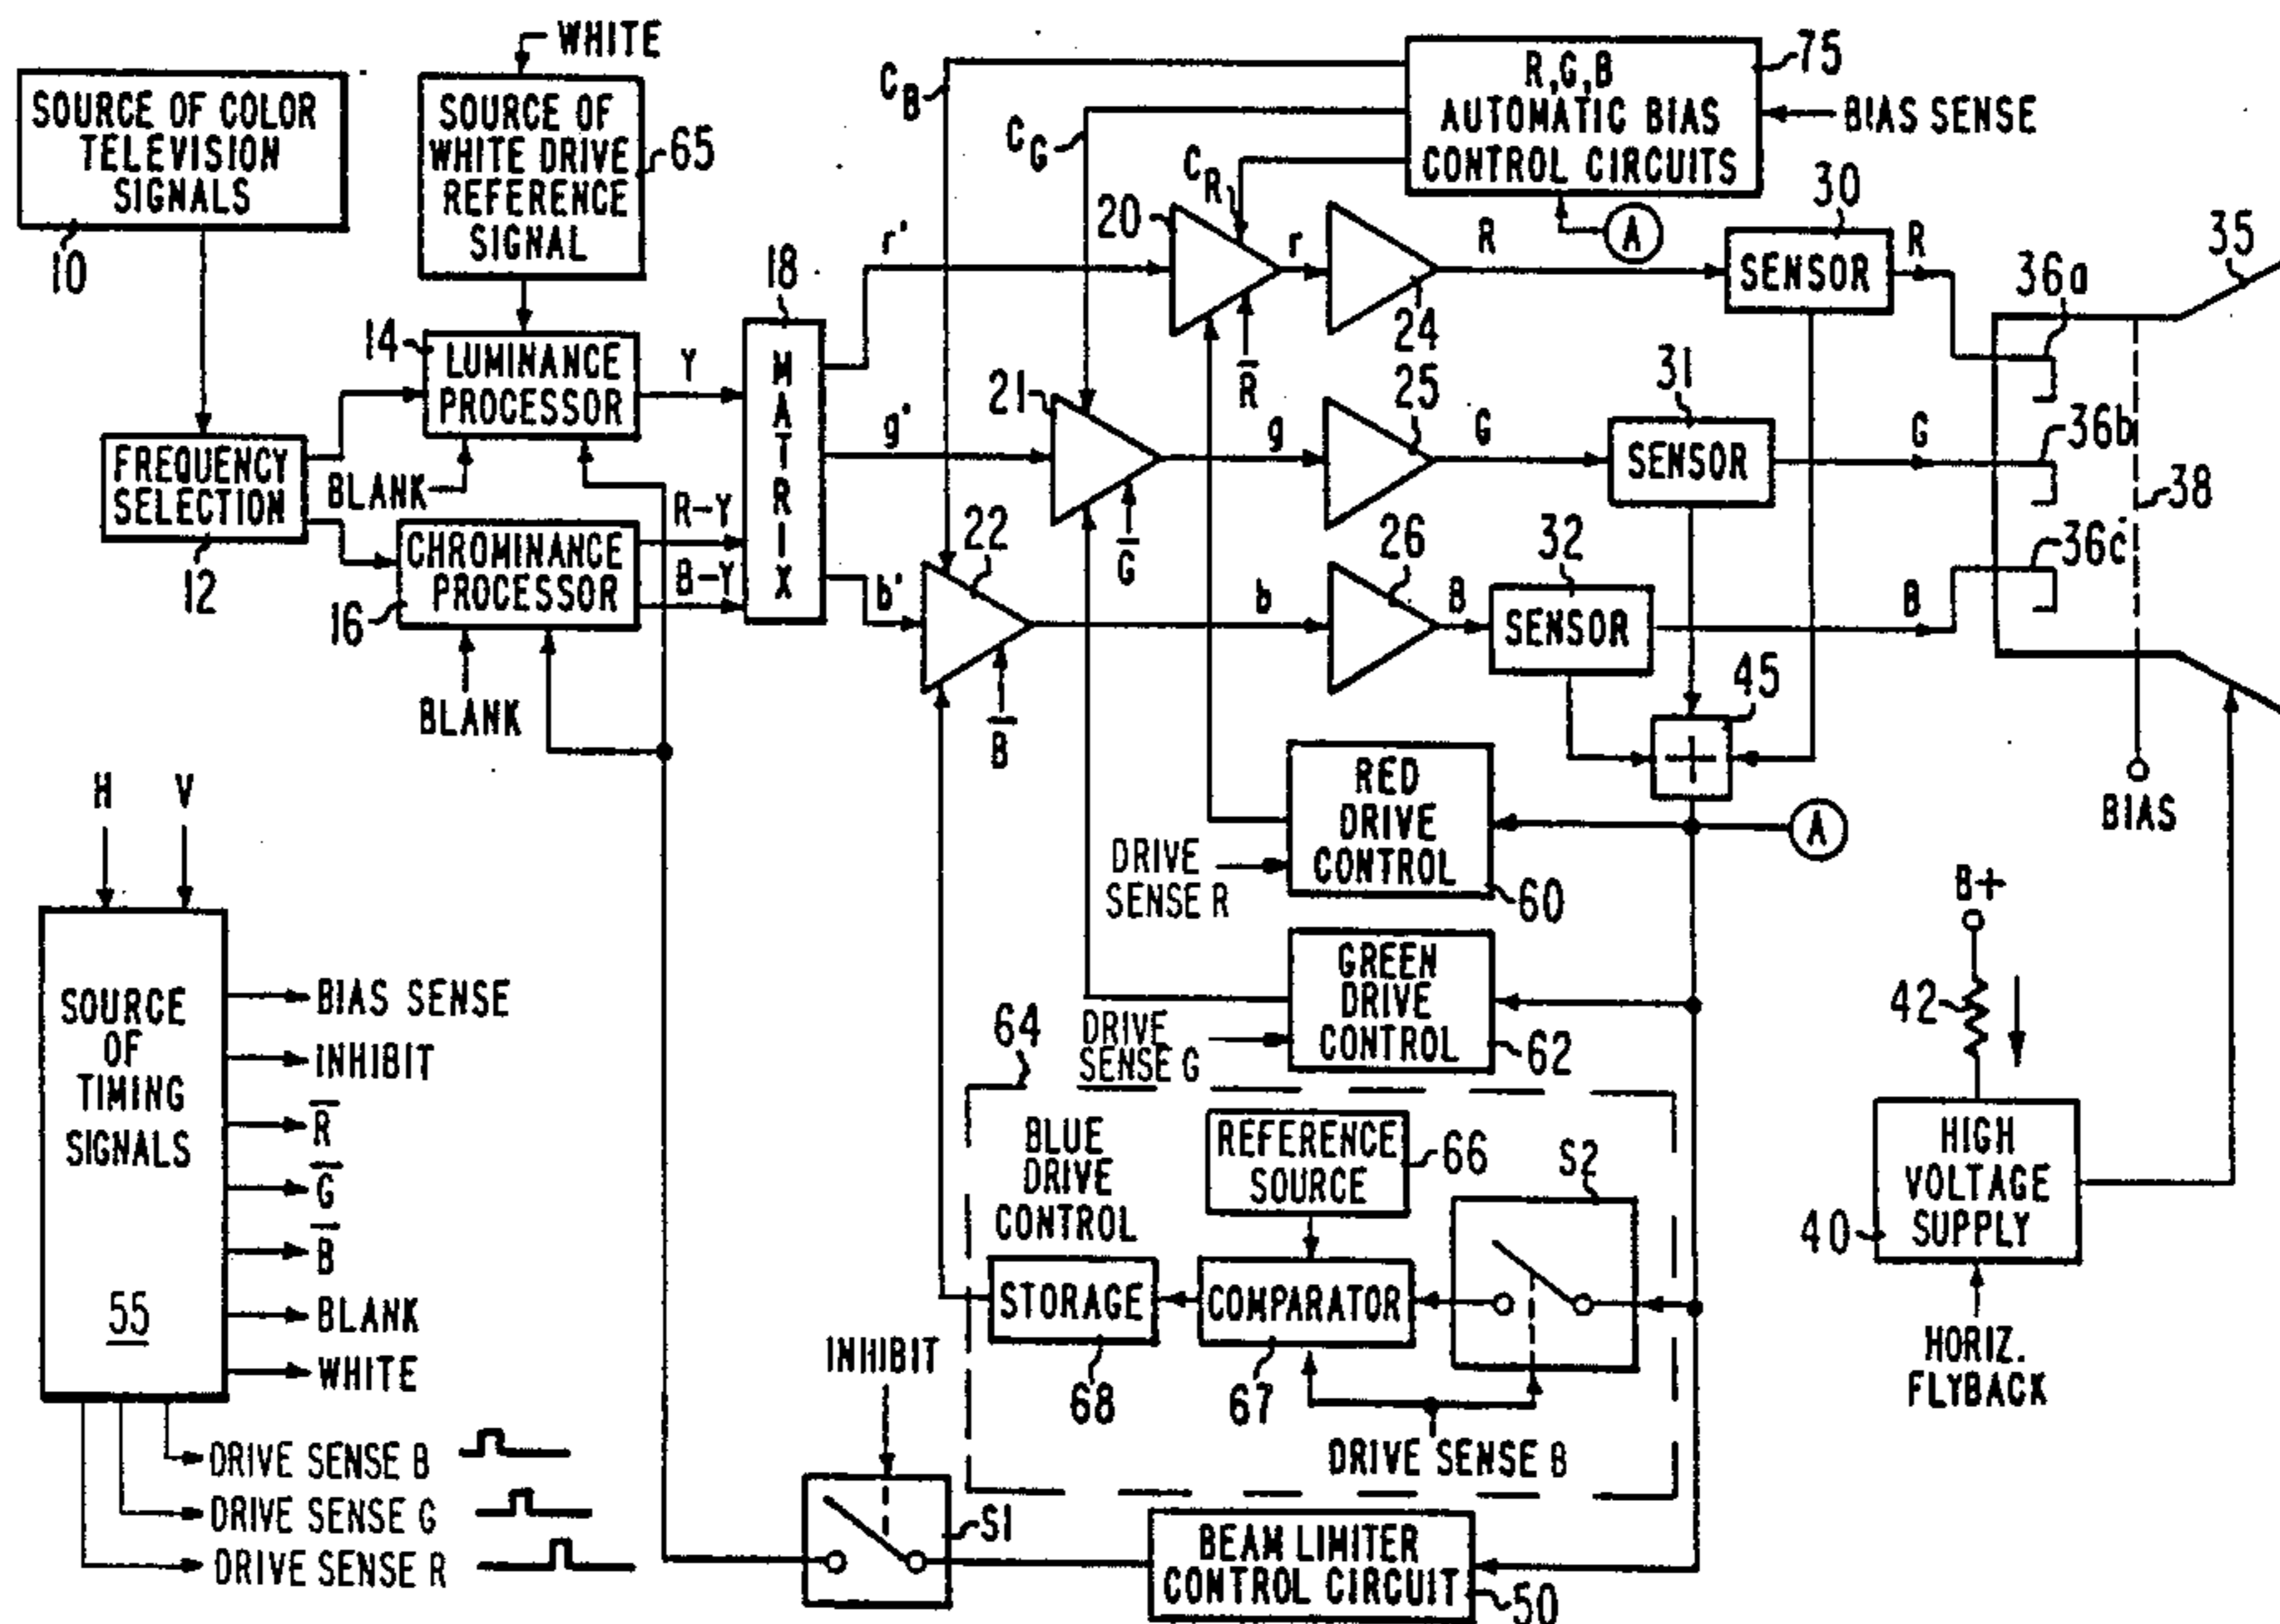 WHITE
SOURCE OF COLOR
TELEVISION
SIGNALS
10
SOURCE OF
WHITE DRIVE
REFERENCE
SIGNAL
65
C_B
C_G
C_R
R,G,B
AUTOMATIC BIAS
CONTROL CIRCUITS
75
BIAS SENSE
A
FREQUENCY
SELECTION
12
14
LUMINANCE
PROCESSOR
BLANK
Y
CHROMINANCE
PROCESSOR
16
BLANK
R-Y
B-Y
18
MATRIX
r'
g'
b'
20
21
22
R̅
G̅
B̅
r
g
b
24
25
26
R
G
B
30
SENSOR
31
SENSOR
32
SENSOR
R
G
B
35
36a
36b
36c
38
BIAS
45
A
RED
DRIVE
CONTROL
60
DRIVE
SENSE R
GREEN
DRIVE
CONTROL
62
DRIVE
SENSE G
64
BLUE
DRIVE
CONTROL
REFERENCE
SOURCE
66
S2
STORAGE
68
COMPARATOR
67
DRIVE SENSE B
B+
42
HIGH
VOLTAGE
SUPPLY
40
HORIZ.
FLYBACK
INHIBIT
S1
BEAM LIMITER
CONTROL CIRCUIT
50
H
V
SOURCE
OF
TIMING
SIGNALS
55
BIAS SENSE
INHIBIT
R̅
G̅
B̅
BLANK
WHITE
DRIVE SENSE B
DRIVE SENSE G
DRIVE SENSE R